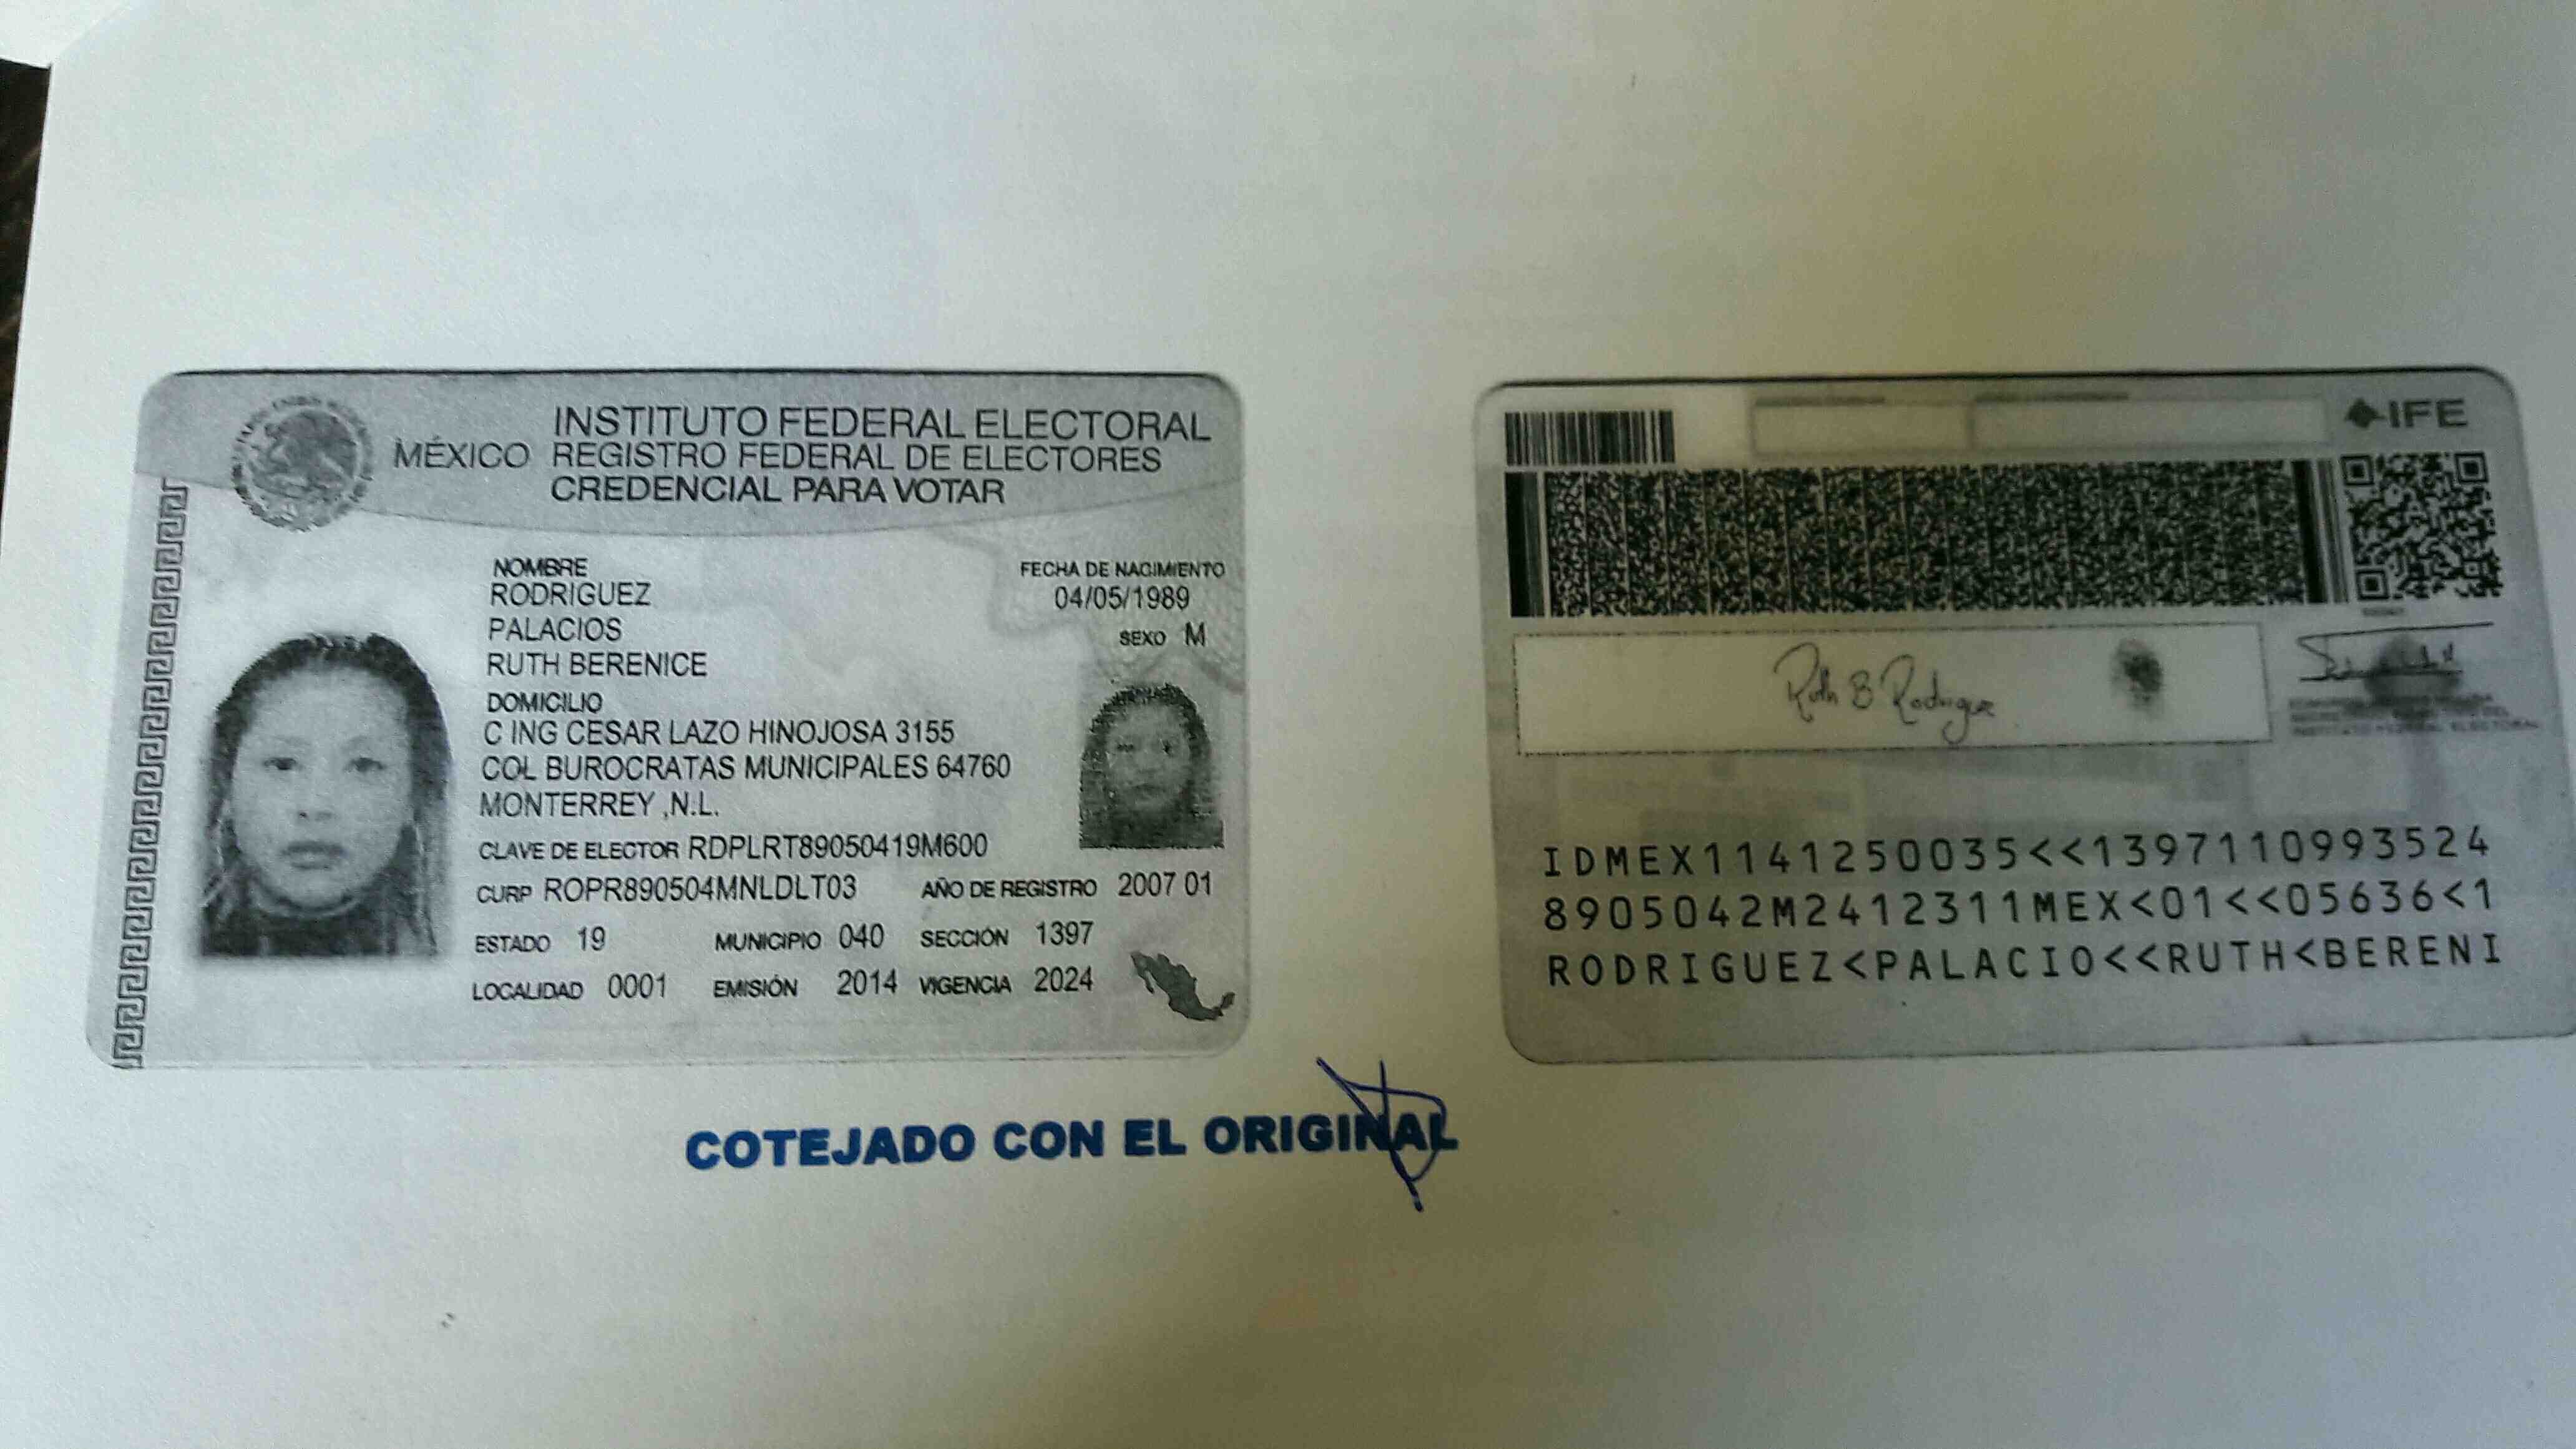 INSTITUTO FEDERAL ELECTORAL
MÉXICO REGISTRO FEDERAL DE ELECTORES
CREDENCIAL PARA VOTAR
NOMBRE
RODRIGUEZ
PALACIOS
RUTH BERENICE
FECHA DE NACIMIENTO
04/05/1989
SEXO M
DOMICILIO
C ING CESAR LAZO HINOJOSA 3155
COL BUROCRATAS MUNICIPALES 64760
MONTERREY ,N.L.
CLAVE DE ELECTOR RDPLRT89050419M600
CURP ROPR890504MNLDLT03 AÑO DE REGISTRO 2007 01
ESTADO 19 MUNICIPIO 040 SECCIÓN 1397
LOCALIDAD 0001 EMISIÓN 2014 VIGENCIA 2024
IFE
Ruth B Rodriguez
INSTITUTO FEDERAL ELECTORAL
IDMEX1141250035<<1397110993524
8905042M2412311MEX<01<<05636<1
RODRIGUEZ<PALACIO<<RUTH<BERENI
COTEJADO CON EL ORIGINAL